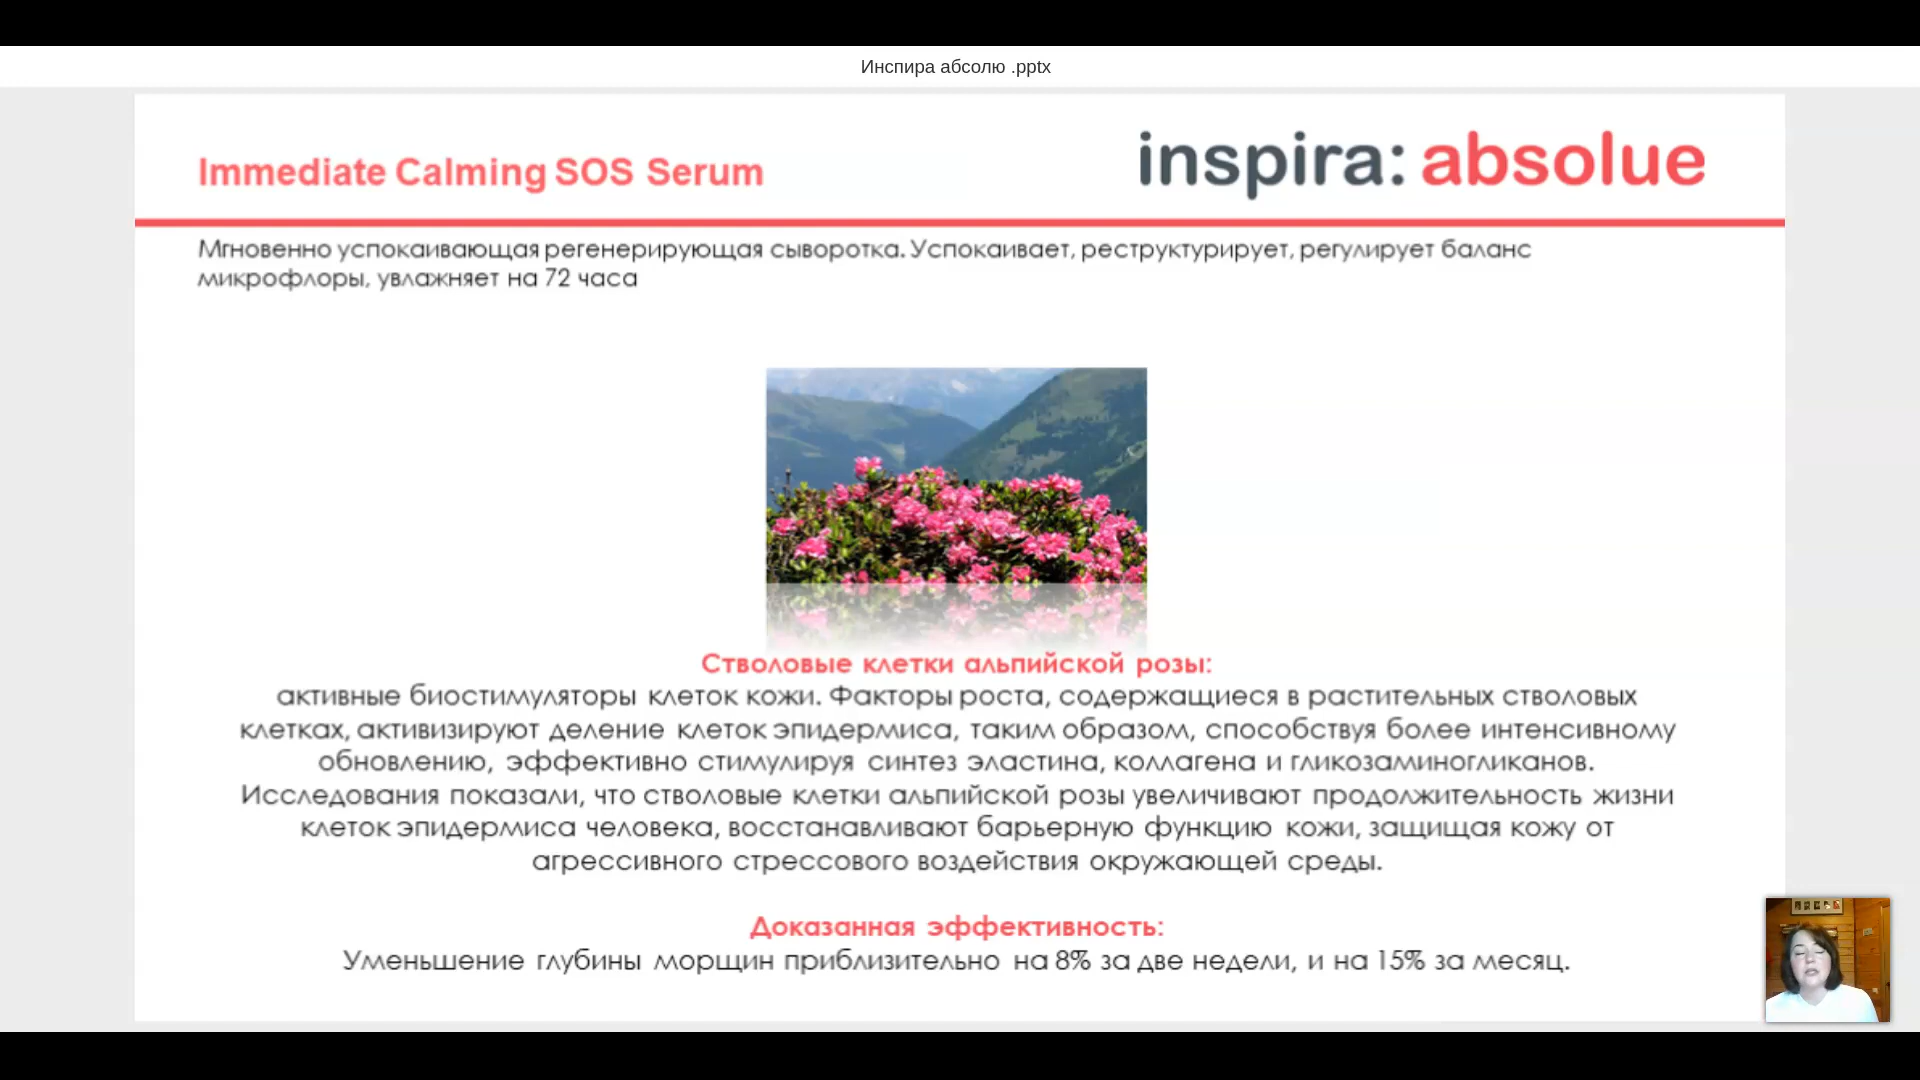 Инспира абсолю .pptx
Immediate Calming SOS Serum
inspira: absolue
Мгновенно успокаивающая регенерирующая сыворотка. Успокаивает, реструктурирует, регулирует баланс
микрофлоры, увлажняет на 72 часа
Стволовые клетки альпийской розы:
активные биостимуляторы клеток кожи. Факторы роста, содержащиеся в растительных стволовых
клетках, активизируют деление клеток эпидермиса, таким образом, способствуя более интенсивному
обновлению, эффективно стимулируя синтез эластина, коллагена и гликозаминогликанов.
Исследования показали, что стволовые клетки альпийской розы увеличивают продолжительность жизни
клеток эпидермиса человека, восстанавливают барьерную функцию кожи, защищая кожу от
агрессивного стрессового воздействия окружающей среды.
Доказанная эффективность:
Уменьшение глубины морщин приблизительно на 8% за две недели, и на 15% за месяц.